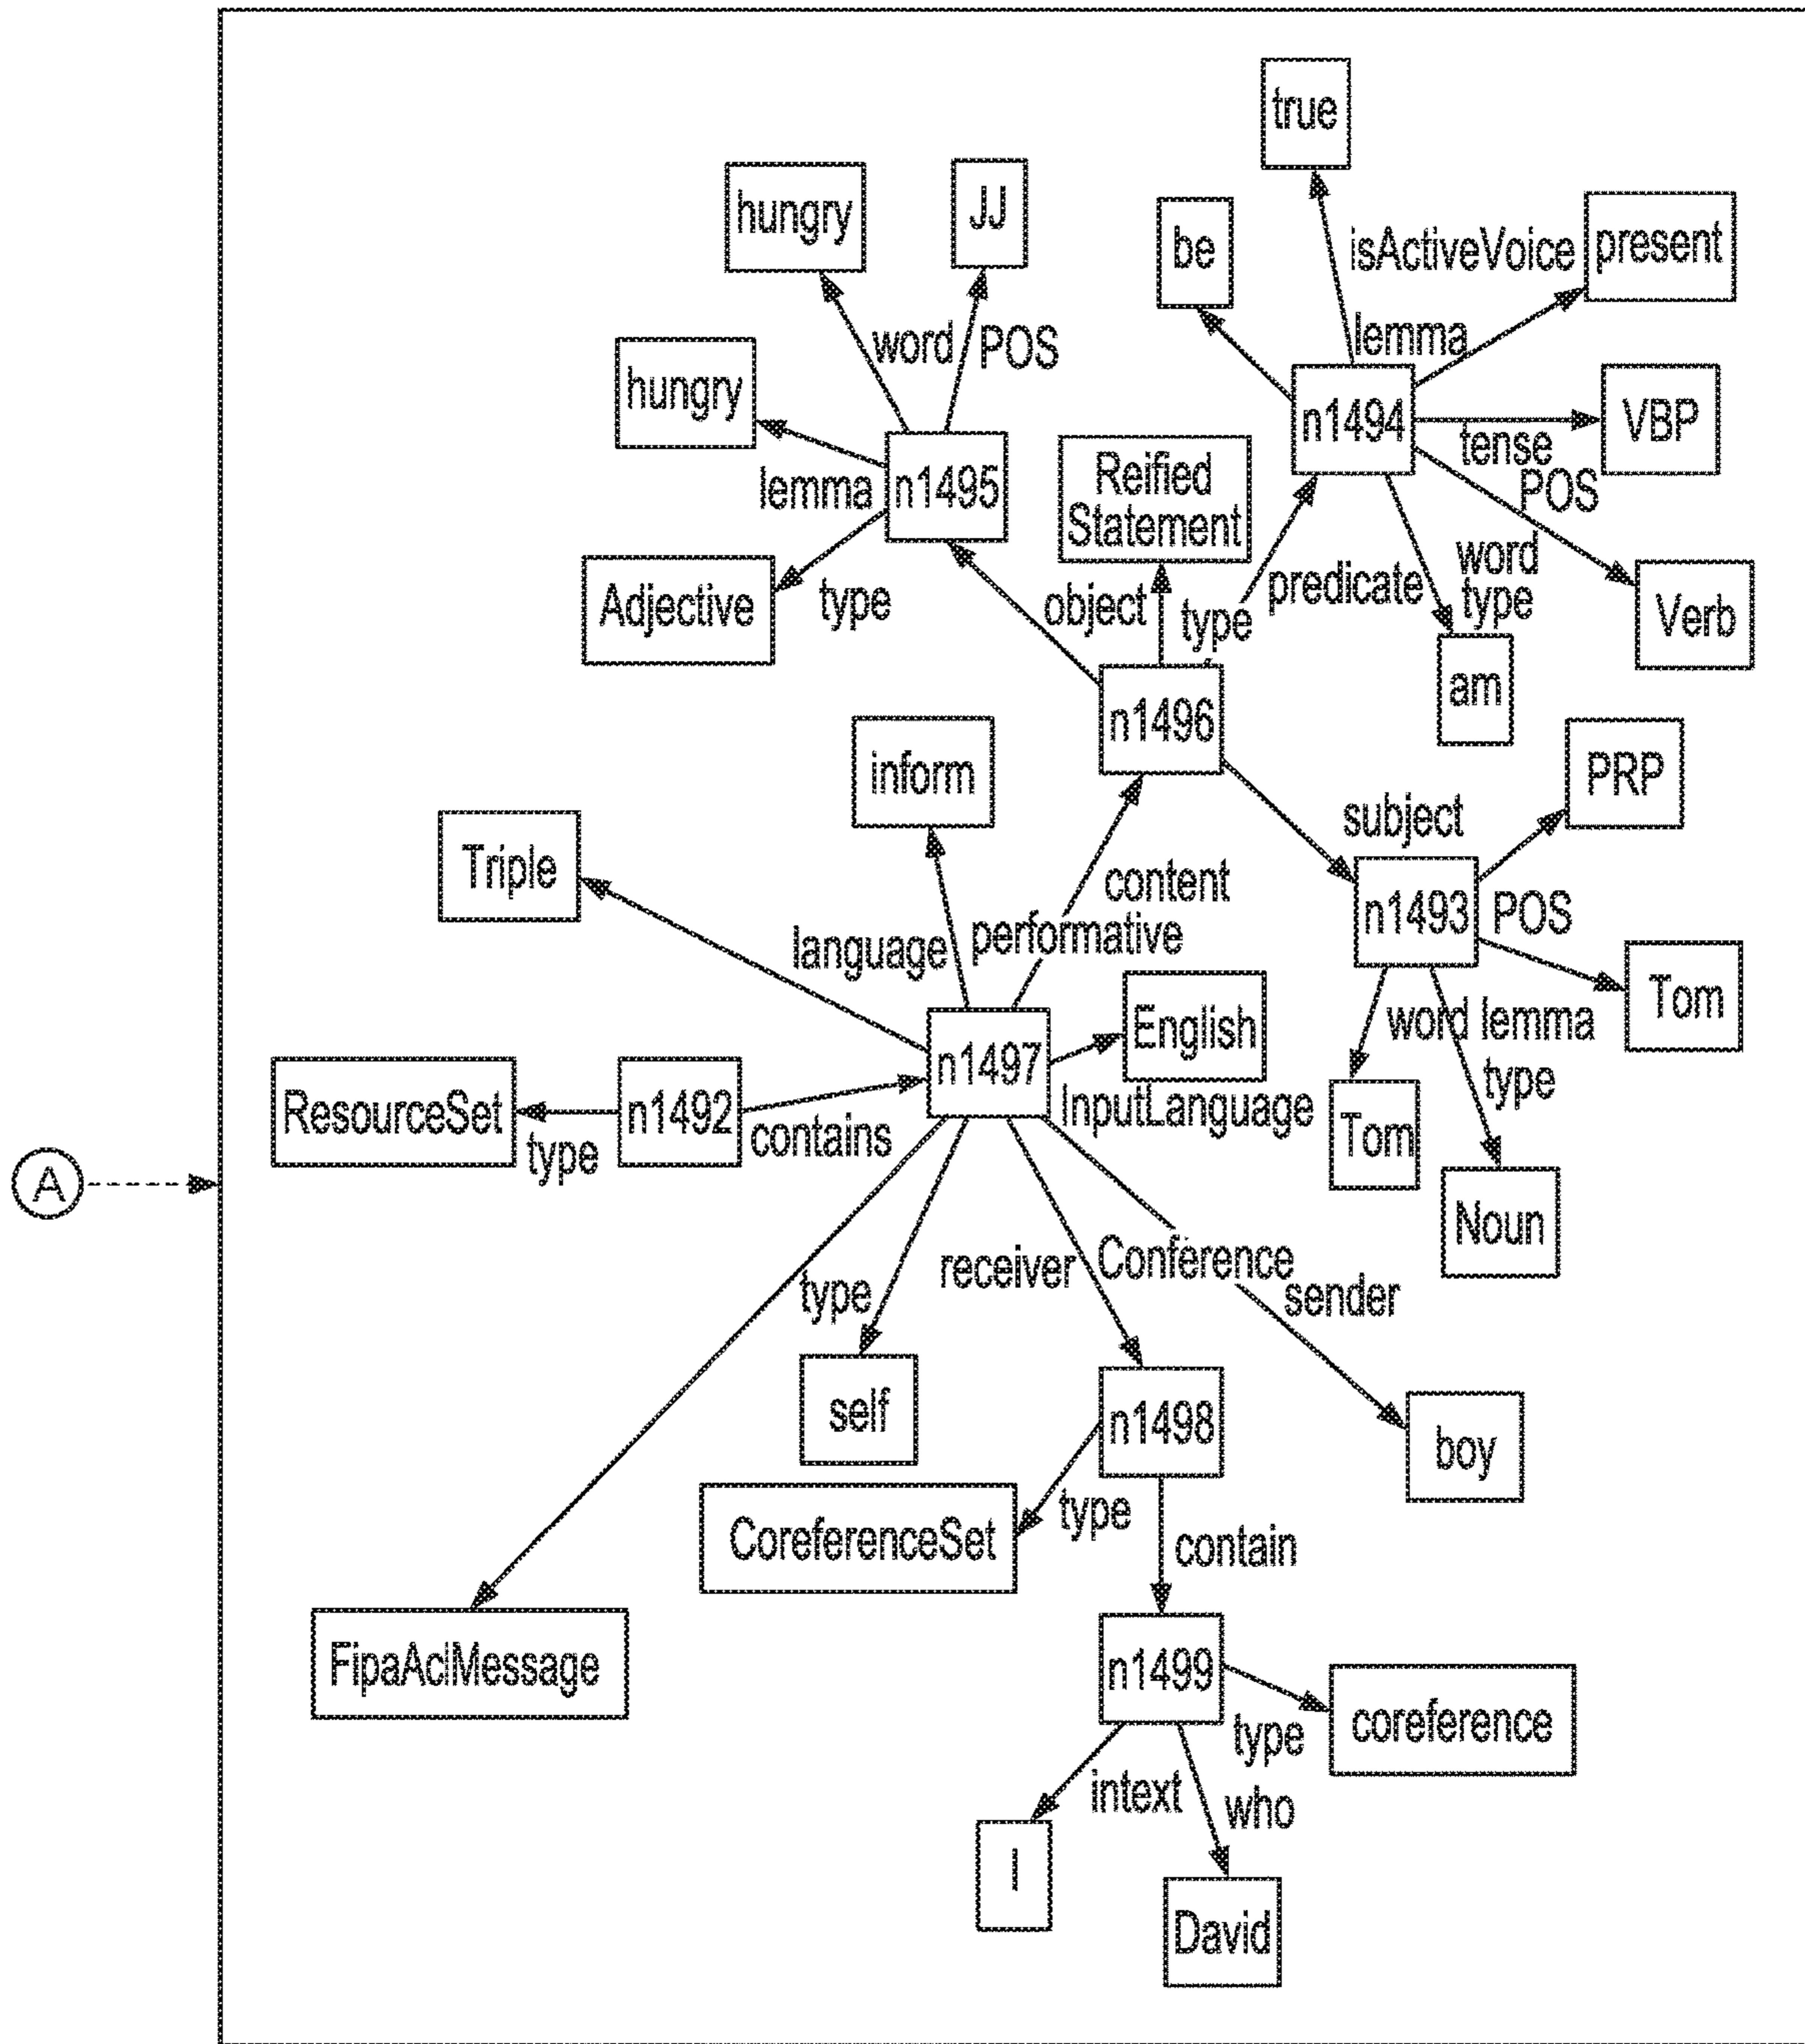 true
hungry
JJ
be
isActiveVoice
present
word
POS
lemma
hungry
n1494
VBP
tense
Reified
Statement
lemma
n1495
POS
word
type
Adjective
type
object
type
predicate
Verb
am
n1496
inform
PRP
subject
Triple
content
n1493
POS
language
performative
Tom
English
word
lemma
n1497
type
ResourceSet
type
n1492
contains
InputLanguage
Tom
A
Noun
receiver
Conference
type
sender
self
n1498
boy
CoreferenceSet
type
contain
FipaAclMessage
n1499
coreference
type
intext
who
I
David